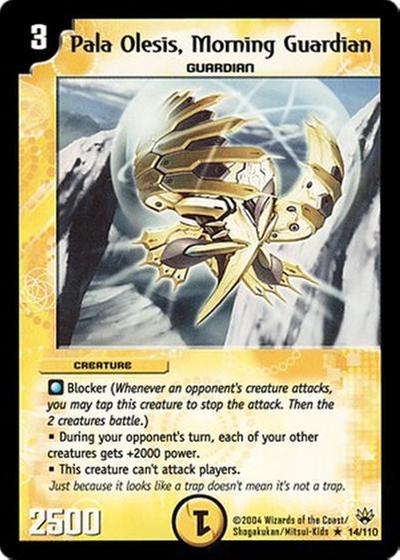 3 Pala Olesis, Morning Guardian
GUARDIAN
CREATURE
Blocker (Whenever an opponent's creature attacks,
you may tap this creature to stop the attack. Then the
2 creatures battle.)
▪ During your opponent's turn, each of your other
creatures gets +2000 power.
▪ This creature can't attack players.
Just because it looks like a trap doesn't mean it's not a trap.
2500
©2004 Wizards of the Coast/
Shogakukan/Mitsui-Kids ★ 14/110